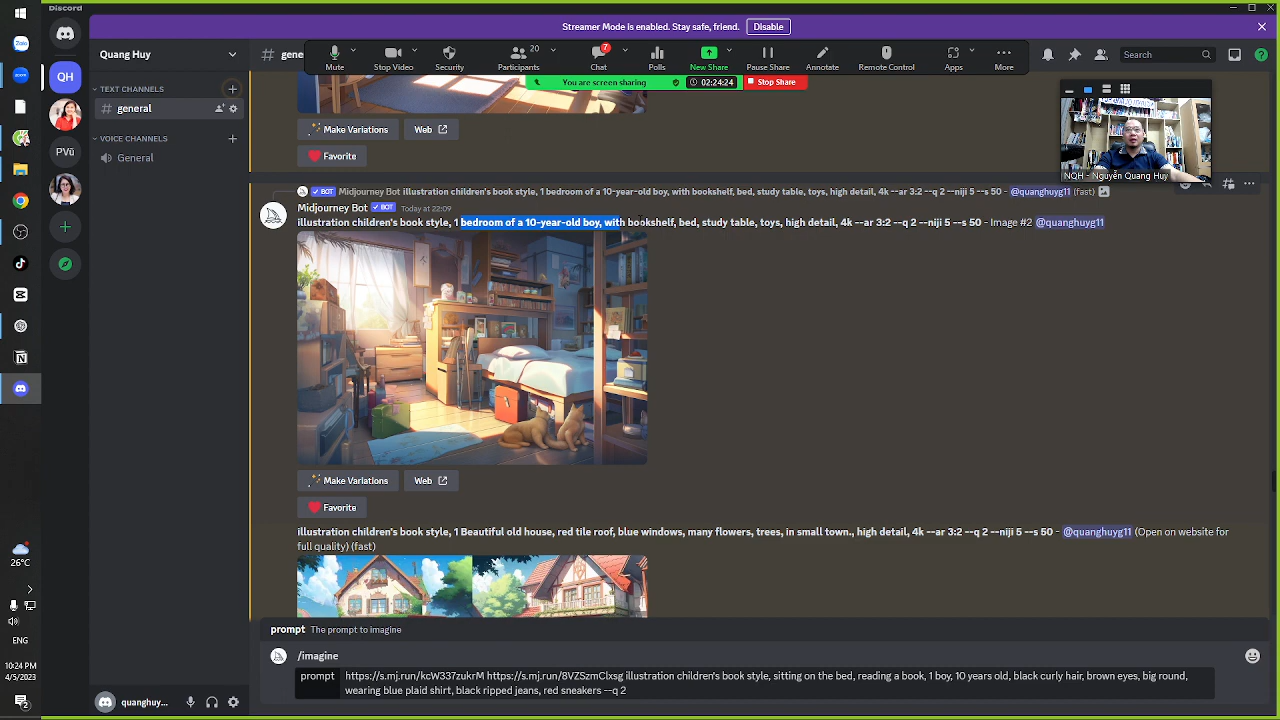 Discord
Streamer Mode is enabled. Stay safe, friend. Disable
Quang Huy
# gene
Mute
Stop Video
Security
20
Participants
7
Chat
Polls
New Share
Pause Share
Annotate
Remote Control
Apps
More
Search
You are screen sharing
02:24:24
Stop Share
QH
PVü
TEXT CHANNELS
# general
VOICE CHANNELS
General
NQH - Nguyễn Quang Huy
Make Variations
Web
Favorite
BOT Midjourney Bot illustration children's book style, 1 bedroom of a 10-year-old boy, with bookshelf, bed, study table, toys, high detail, 4k --ar 3:2 --q 2 --niji 5 --s 50 - @quanghuyg11 (fast)
Midjourney Bot BOT Today at 22:09
illustration children's book style, 1 bedroom of a 10-year-old boy, with bookshelf, bed, study table, toys, high detail, 4k --ar 3:2 --q 2 --niji 5 --s 50 - Image #2 @quanghuyg11
Make Variations
Web
Favorite
illustration children's book style, 1 Beautiful old house, red tile roof, blue windows, many flowers, trees, in small town., high detail, 4k --ar 3:2 --q 2 --niji 5 --s 50 - @quanghuyg11 (Open on website for
full quality) (fast)
prompt The prompt to imagine
/imagine
prompt https://s.mj.run/kcW337zukrM https://s.mj.run/8VZSzmClxsg illustration children's book style, sitting on the bed, reading a book, 1 boy, 10 years old, black curly hair, brown eyes, big round,
wearing blue plaid shirt, black ripped jeans, red sneakers --q 2
quanghuy...
Zalo
zoom
26°C
ENG
10:24 PM
4/5/2023
2